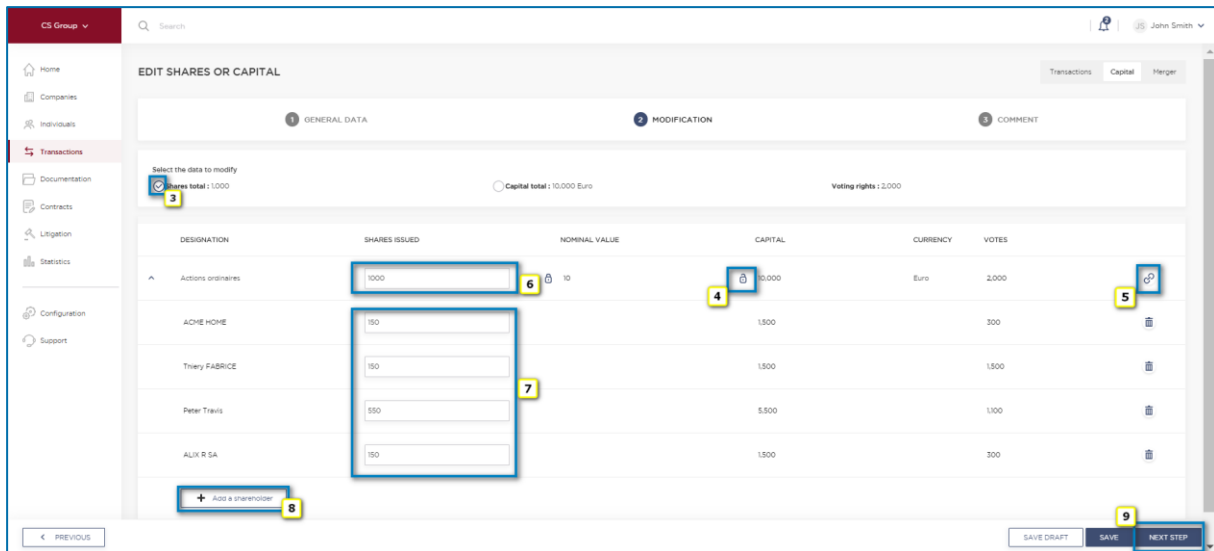 CS Group
Search
2
JS John Smith
Home
Companies
Individuals
Transactions
Documentation
Contracts
Litigation
Statistics
Configuration
Support
EDIT SHARES OR CAPITAL
Transactions Capital Merger
1 GENERAL DATA 2 MODIFICATION 3 COMMENT
Select the data to modify
Shares total : 1,000 Capital total : 10.000 Euro Voting rights : 2,000
3
DESIGNATION SHARES ISSUED NOMINAL VALUE CAPITAL CURRENCY VOTES
Actions ordinaires 1000 6 10 4 10,000 Euro 2,000 5
ACME HOME 150 1,500 300
Thiery FABRICE 150 1,500 1,500
7
Peter Travis 550 5,500 1,100
ALIX R SA 150 1,500 300
+ Add a shareholder 8
9
PREVIOUS SAVE DRAFT SAVE NEXT STEP